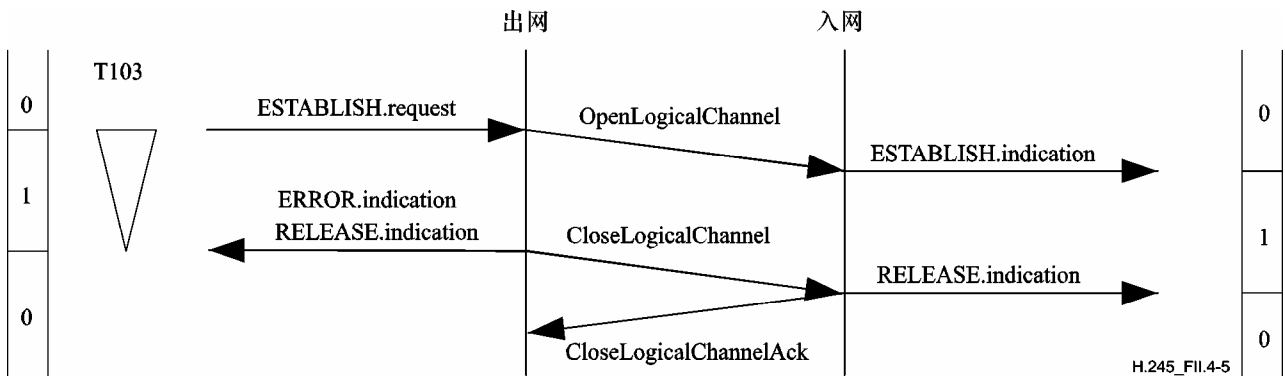 出网
入网
T103
0
ESTABLISH.request
OpenLogicalChannel
0
ESTABLISH.indication
1
ERROR.indication
RELEASE.indication
CloseLogicalChannel
1
RELEASE.indication
0
CloseLogicalChannelAck
0
H.245_FII.4-5